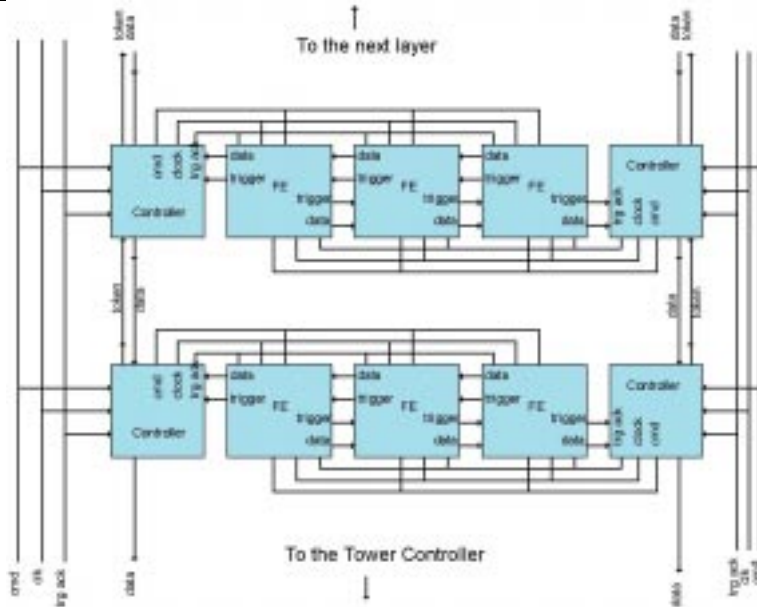 token
data
To the next layer
data
token
cmd
clock
trg ack
Controller
data
trigger
FE
trigger
data
data
trigger
FE
trigger
data
data
trigger
FE
trigger
data
Controller
trg ack
clock
cmd
token
data
data
token
cmd
clock
trg ack
Controller
data
trigger
FE
trigger
data
data
trigger
FE
trigger
data
data
trigger
FE
trigger
data
Controller
trg ack
clock
cmd
To the Tower Controller
cmd
clk
trg ack
data
data
trg ack
clk
cmd